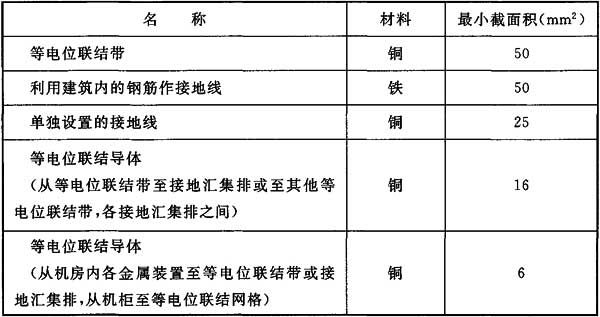 名 称 材料 最小截面积(mm²)
等电位联结带 铜 50
利用建筑内的钢筋作接地线 铁 50
单独设置的接地线 铜 25
等电位联结导体
(从等电位联结带至接地汇集排或至其他等
电位联结带,各接地汇集排之间) 铜 16
等电位联结导体
(从机房内各金属装置至等电位联结带或接
地汇集排,从机柜至等电位联结网格) 铜 6